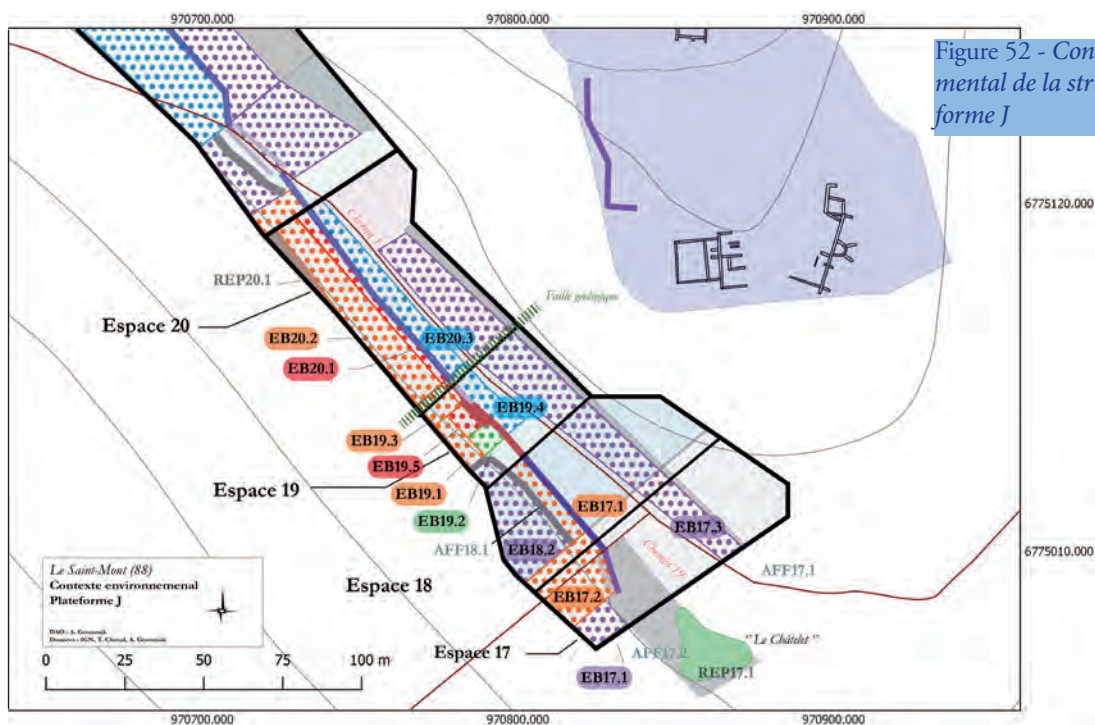 970700.000
970800.000
970900.000
Figure 52 - Con
mental de la str
forme J
6775120.000
REP20.1
Faille géologique
Espace 20
EB20.2
EB20.3
EB20.1
EB19.4
EB19.3
EB19.5
Espace 19
EB19.1
EB17.1
EB19.2
EB17.3
AFF18.1
EB18.2
6775010.000
Le Saint-Mont (88)
Contexte environnemenal
Plateforme J
Espace 18
AFF17.1
EB17.2
"Le Châtelet"
0 25 50 75 100 m
Espace 17
AFF17.2
REP17.1
EB17.1
970700.000
970800.000
970900.000